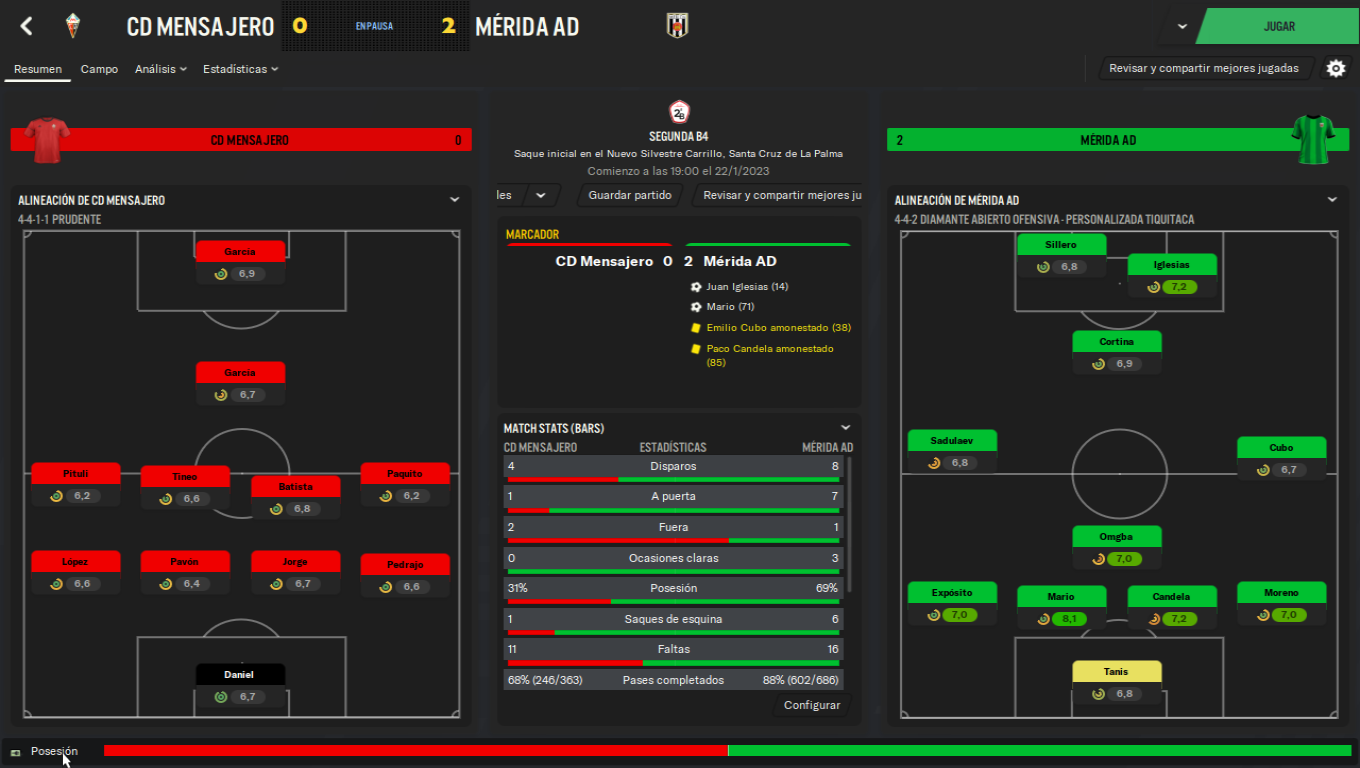 CD MENSAJERO 0 EN PAUSA 2 MÉRIDA AD
JUGAR
Resumen Campo Análisis Estadísticas
Revisar y compartir mejores jugadas
CD MENSAJERO 0
2B
SEGUNDA B4
Saque inicial en el Nuevo Silvestre Carrillo, Santa Cruz de La Palma
Comienzo a las 19:00 el 22/1/2023
les Guardar partido Revisar y compartir mejores ju
2 MÉRIDA AD
ALINEACIÓN DE CD MENSAJERO
4-4-1-1 PRUDENTE
García
6,9
García
6,7
Pituli
6,2
Tineo
6,6
Batista
6,8
Paquito
6,2
López
6,6
Pavón
6,4
Jorge
6,7
Pedrajo
6,6
Daniel
6,7
MARCADOR
CD Mensajero 0 2 Mérida AD
Juan Iglesias (14)
Mario (71)
Emilio Cubo amonestado (38)
Paco Candela amonestado
(85)
MATCH STATS (BARS)
CD MENSAJERO ESTADÍSTICAS MÉRIDA AD
4 Disparos 8
1 A puerta 7
2 Fuera 1
0 Ocasiones claras 3
31% Posesión 69%
1 Saques de esquina 6
11 Faltas 16
68% (246/363) Pases completados 88% (602/686)
Configurar
ALINEACIÓN DE MÉRIDA AD
4-4-2 DIAMANTE ABIERTO OFENSIVA - PERSONALIZADA TIQUITACA
Sillero
6,8
Iglesias
7,2
Cortina
6,9
Sadulaev
6,8
Cubo
6,7
Omgba
7,0
Expósito
7,0
Mario
8,1
Candela
7,2
Moreno
7,0
Tanis
6,8
Posesión